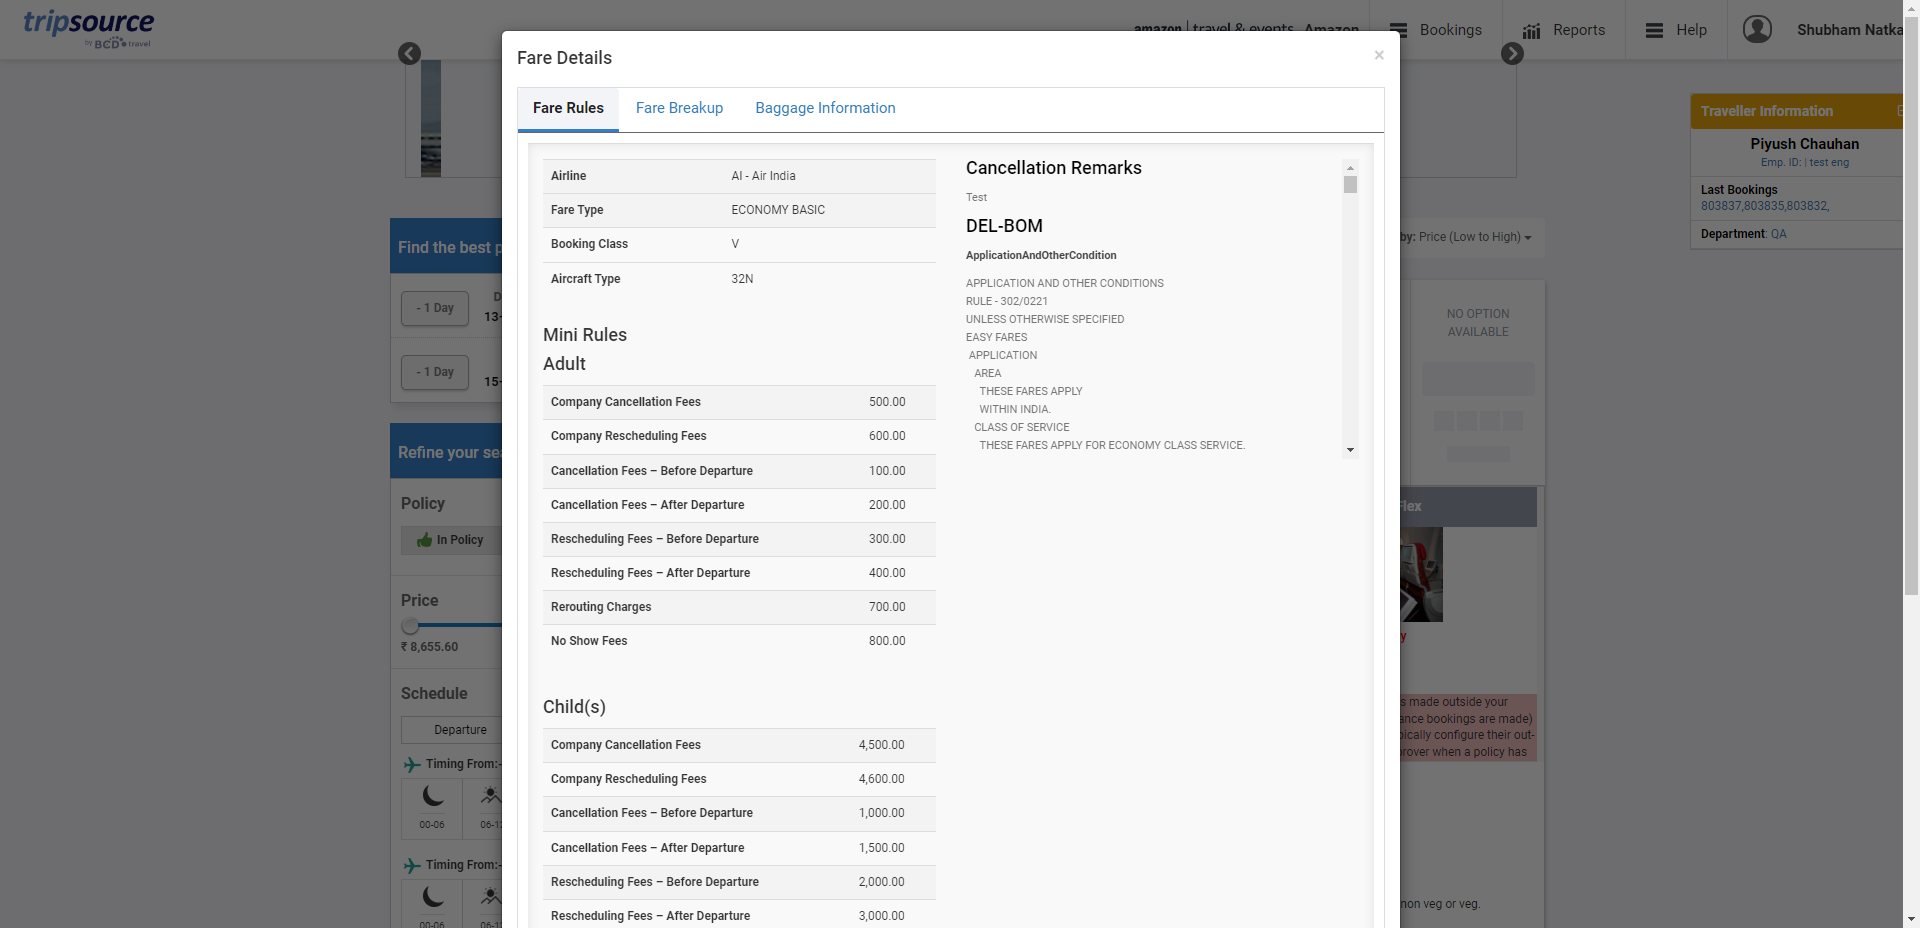 tripsource
by BCD travel
amazon | travel & events Amazon
Bookings
Reports
Help
Shubham Natka
Fare Details
×
Fare Rules
Fare Breakup
Baggage Information
Airline AI - Air India
Fare Type ECONOMY BASIC
Booking Class V
Aircraft Type 32N
Mini Rules
Adult
Company Cancellation Fees 500.00
Company Rescheduling Fees 600.00
Cancellation Fees – Before Departure 100.00
Cancellation Fees – After Departure 200.00
Rescheduling Fees – Before Departure 300.00
Rescheduling Fees – After Departure 400.00
Rerouting Charges 700.00
No Show Fees 800.00
Child(s)
Company Cancellation Fees 4,500.00
Company Rescheduling Fees 4,600.00
Cancellation Fees – Before Departure 1,000.00
Cancellation Fees – After Departure 1,500.00
Rescheduling Fees – Before Departure 2,000.00
Rescheduling Fees – After Departure 3,000.00
Cancellation Remarks
Test
DEL-BOM
ApplicationAndOtherCondition
APPLICATION AND OTHER CONDITIONS
RULE - 302/0221
UNLESS OTHERWISE SPECIFIED
EASY FARES
APPLICATION
AREA
THESE FARES APPLY
WITHIN INDIA.
CLASS OF SERVICE
THESE FARES APPLY FOR ECONOMY CLASS SERVICE.
Find the best p
- 1 Day
D
13-
- 1 Day
15-
Refine your sea
Policy
In Policy
Price
₹ 8,655.60
Schedule
Departure
Timing From:-
00-06
06-12
Timing From:-
00-06
06-12
Traveller Information
Piyush Chauhan
Emp. ID: | test eng
Last Bookings
803837,803835,803832,
Department: QA
by: Price (Low to High)
NO OPTION
AVAILABLE
Flex
y
s made outside your
ance bookings are made)
pically configure their out-
prover when a policy has
non veg or veg.